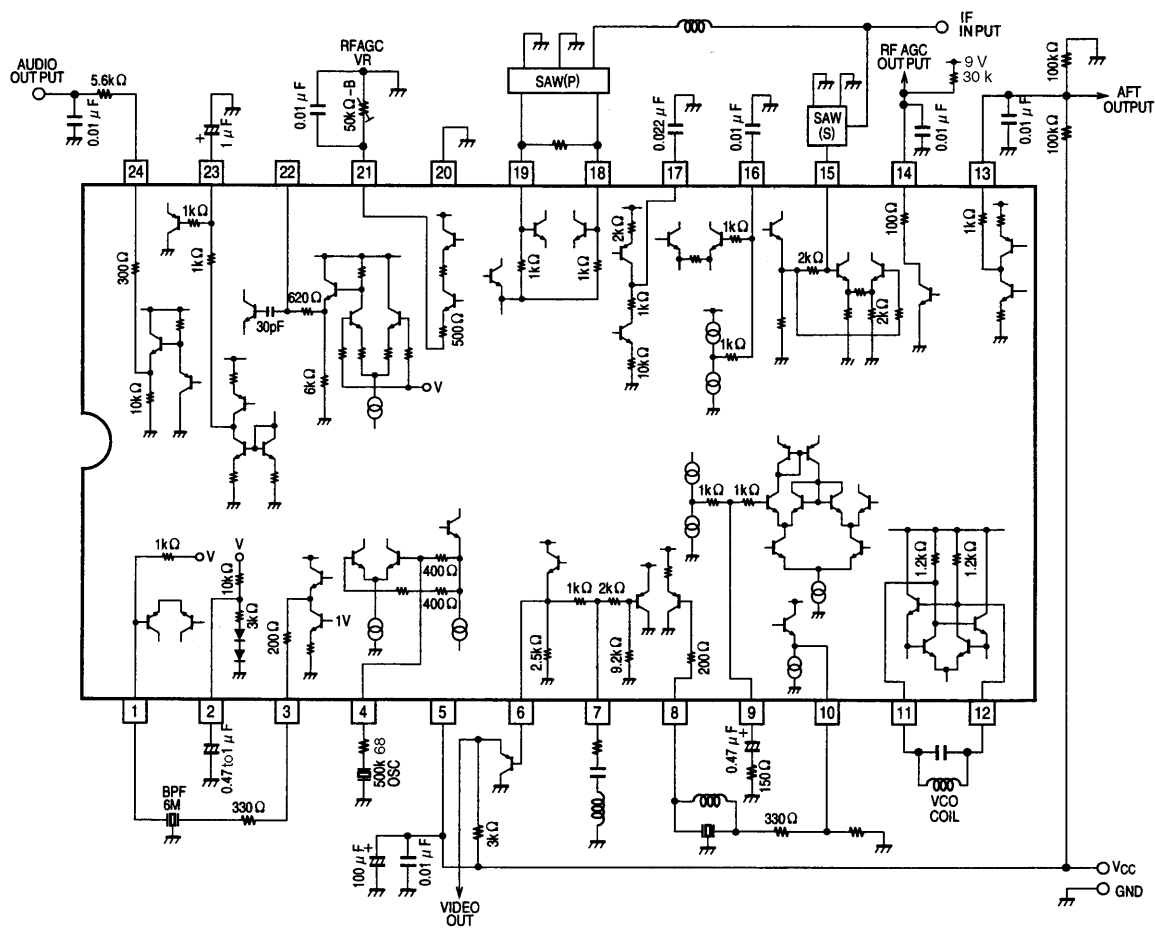 IF
INPUT
RFAGC
VR
RF AGC
OUTPUT
9 V
30 k
100kΩ
AUDIO
OUTPUT
5.6kΩ
0.01 μF
1 μF
+
0.01 μF
50kΩ -B
SAW(P)
0.022 μF
0.01 μF
SAW
(S)
0.01 μF
0.01 μF
AFT
OUTPUT
100kΩ
24
23
22
21
20
19
18
17
16
15
14
13
1kΩ
1kΩ
300Ω
10kΩ
30pF
620Ω
6kΩ
V
500Ω
1kΩ
1kΩ
2kΩ
1kΩ
10kΩ
1kΩ
1kΩ
2kΩ
2kΩ
100Ω
1kΩ
1kΩ
V
V
10kΩ
3kΩ
200Ω
1V
400Ω
400Ω
2.5kΩ
1kΩ
2kΩ
9.2kΩ
200Ω
1kΩ
1kΩ
1.2kΩ
1.2kΩ
1
2
3
4
5
6
7
8
9
10
11
12
0.47 to 1 μF
68
500k
OSC
BPF
6M
330Ω
100 μF
+
0.01 μF
3kΩ
VIDEO
OUT
0.47 μF
+
150Ω
330Ω
VCO
COIL
VCC
GND